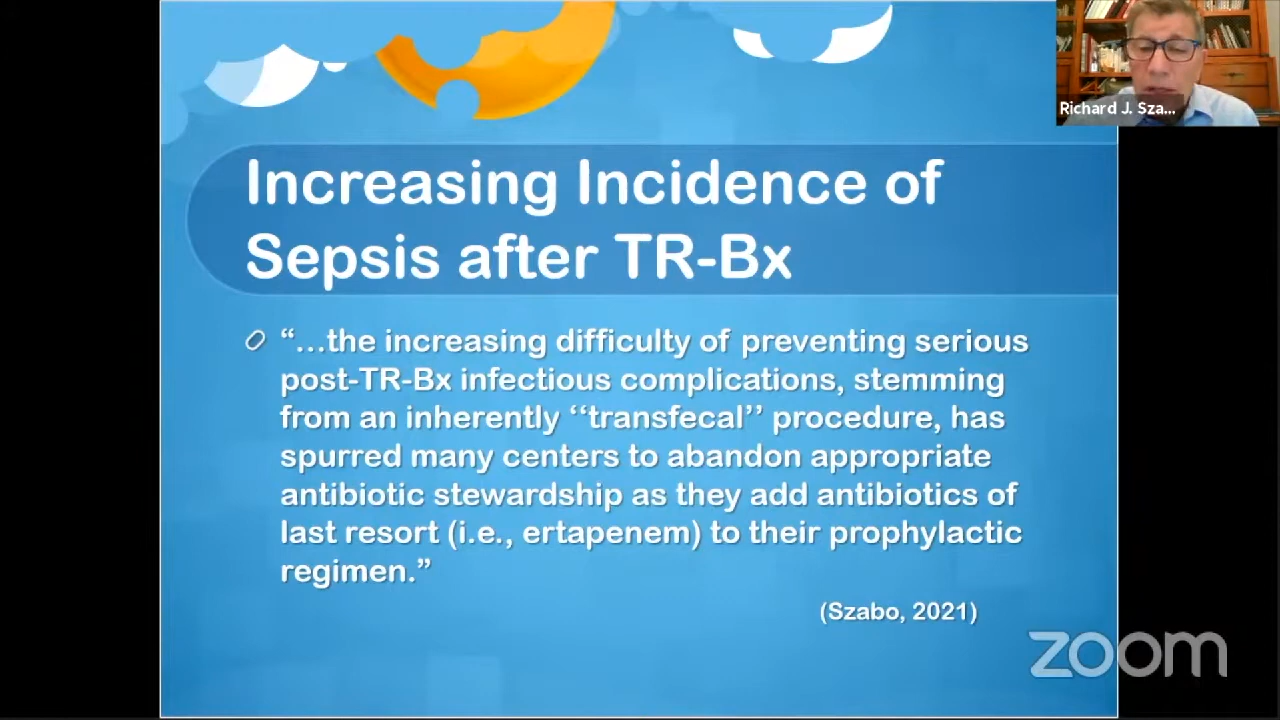 Richard J. Sza...
Increasing Incidence of
Sepsis after TR-Bx
“...the increasing difficulty of preventing serious
post-TR-Bx infectious complications, stemming
from an inherently ‘‘transfecal’’ procedure, has
spurred many centers to abandon appropriate
antibiotic stewardship as they add antibiotics of
last resort (i.e., ertapenem) to their prophylactic
regimen.”
(Szabo, 2021)
zoom